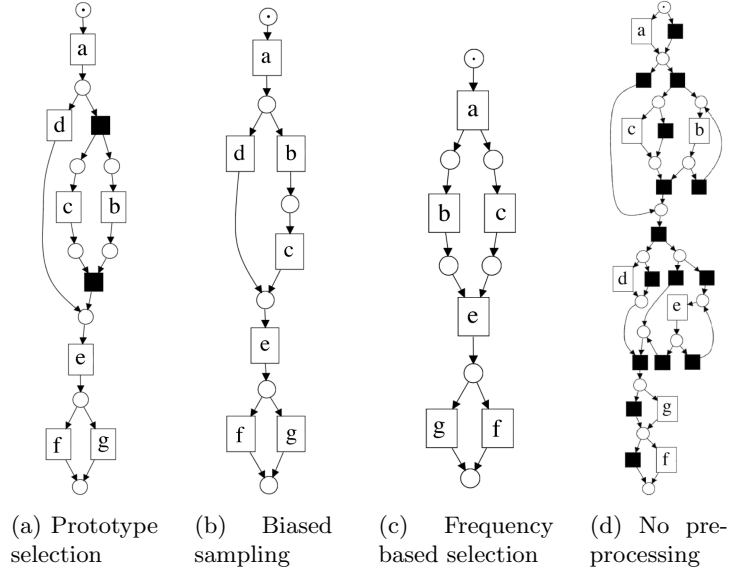 a
d
c b
e
f g
a
d b
c
e
f g
a
b c
e
g f
a
c b
d
e
g
f
(a) Prototype
selection
(b) Biased
sampling
(c) Frequency
based selection
(d) No pre-
processing